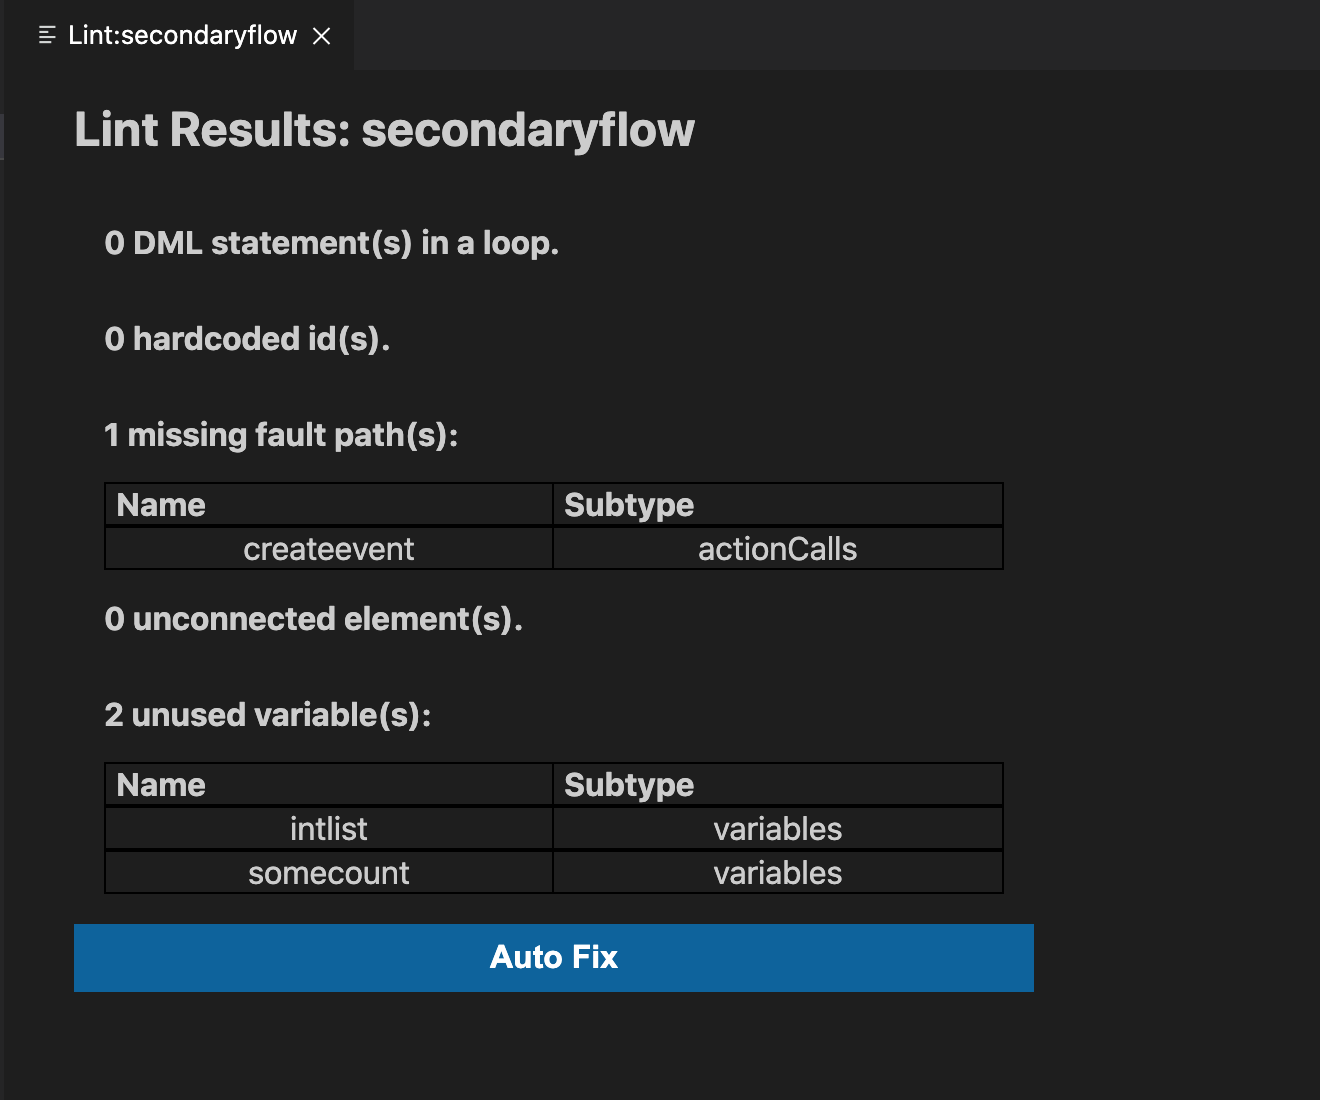 Lint:secondaryflow
Lint Results: secondaryflow
0 DML statement(s) in a loop.
0 hardcoded id(s).
1 missing fault path(s):
Name Subtype
createevent actionCalls
0 unconnected element(s).
2 unused variable(s):
Name Subtype
intlist variables
somecount variables
Auto Fix